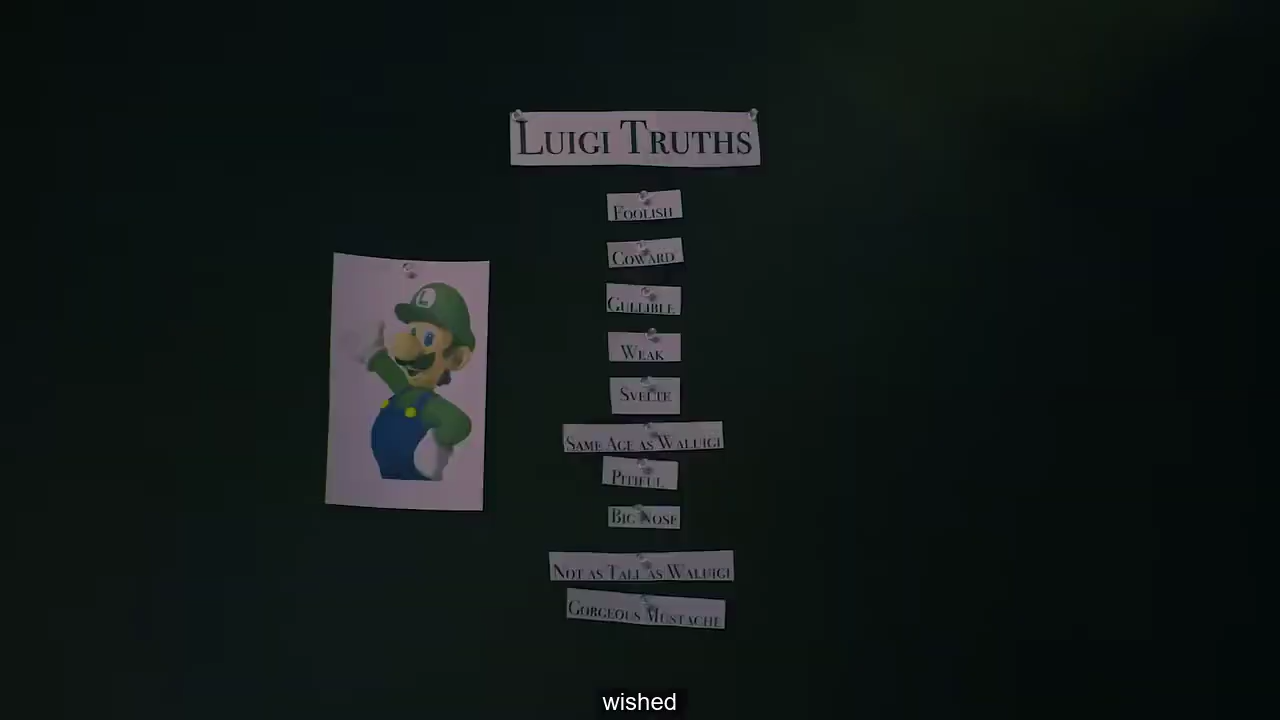 LUIGI TRUTHS
FOOLISH
COWARD
GULLIBLE
WEAK
SVELTE
SAME AGE AS WALUIGI
PITIFUL
BIG NOSE
NOT AS TALL AS WALUIGI
GORGEOUS MUSTACHE
L
wished